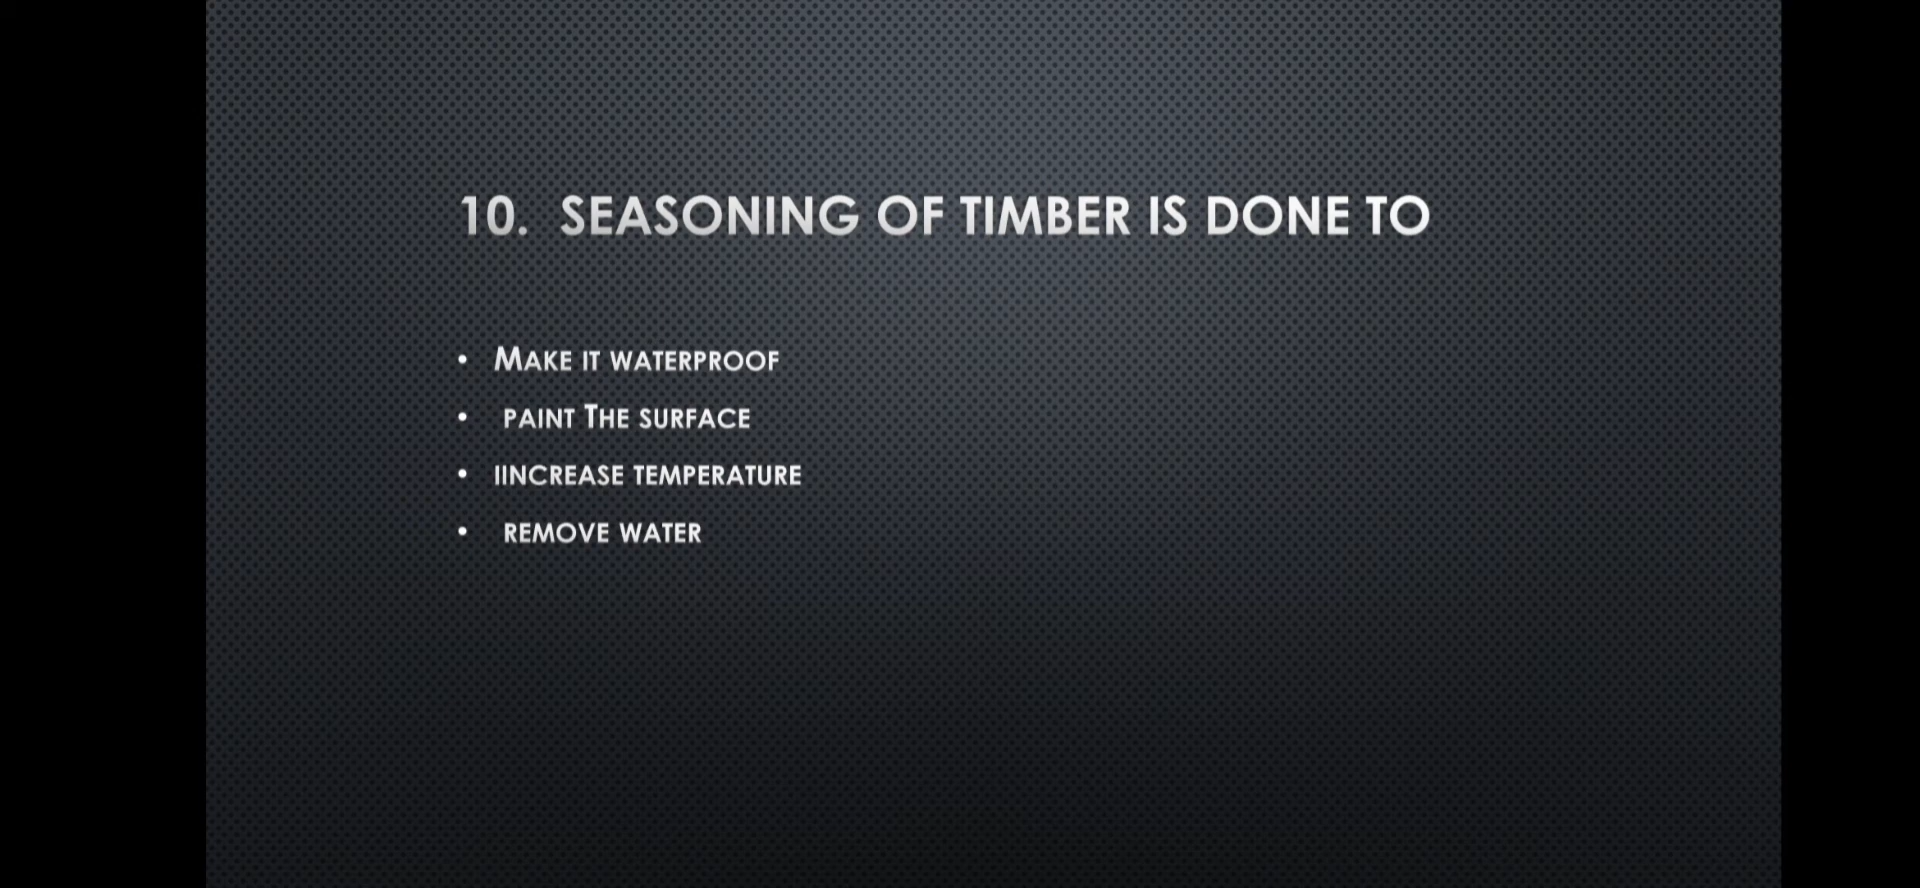 10. SEASONING OF TIMBER IS DONE TO
• MAKE IT WATERPROOF
• PAINT THE SURFACE
• IINCREASE TEMPERATURE
• REMOVE WATER